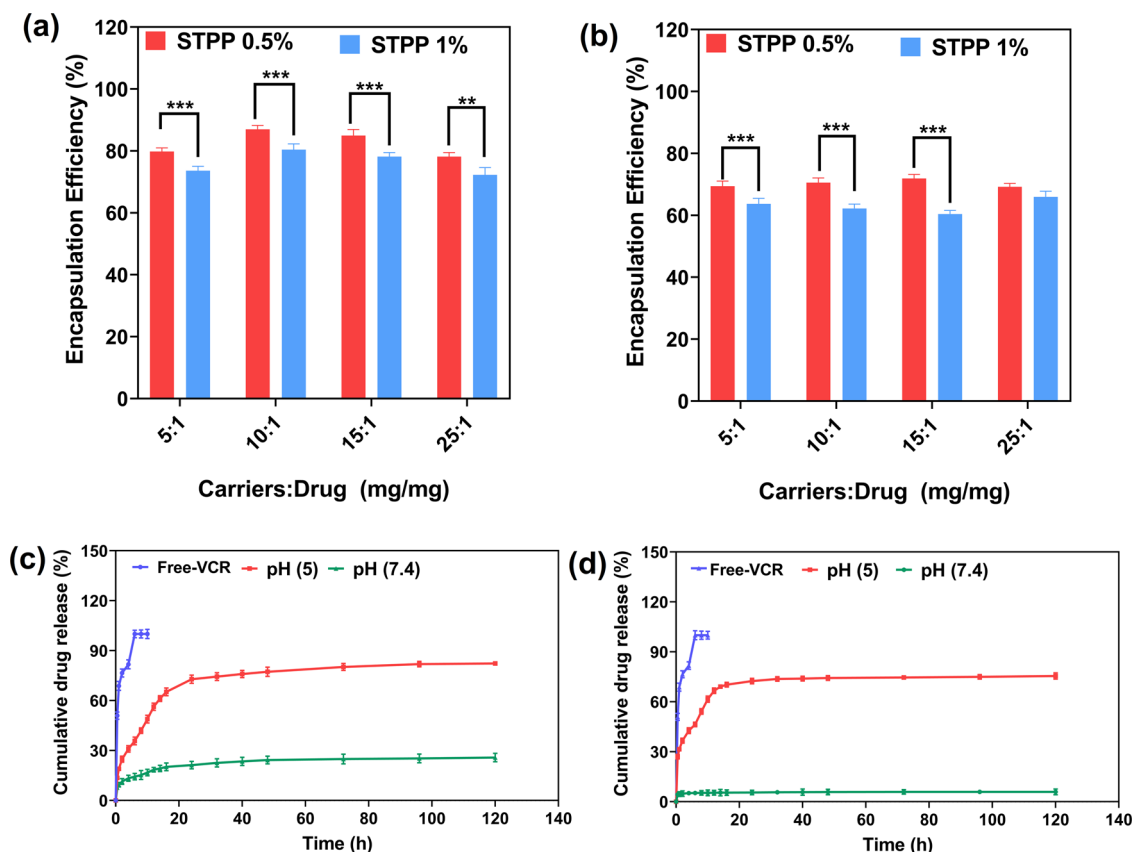 (a)
STPP 0.5% STPP 1%
Encapsulation Efficiency (%)
120
100
80
60
40
20
0
*** *** *** **
5:1 10:1 15:1 25:1
Carriers:Drug (mg/mg)
(b)
STPP 0.5% STPP 1%
Encapsulation Efficiency (%)
120
100
80
60
40
20
0
*** *** ***
5:1 10:1 15:1 25:1
Carriers:Drug (mg/mg)
(c)
Free-VCR pH (5) pH (7.4)
Cumulative drug release (%)
150
120
90
60
30
0
0 20 40 60 80 100 120 140
Time (h)
(d)
Free-VCR pH (5) pH (7.4)
Cumulative drug release (%)
150
120
90
60
30
0
0 20 40 60 80 100 120 140
Time (h)